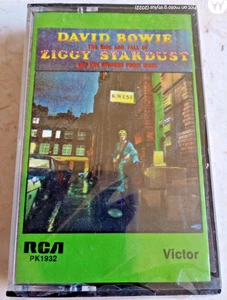 DAVID BOWIE
THE RISE AND FALL OF
ZIGGY STARDUST
AND THE SPIDERS FROM MARS
K.WEST
RCA
Victor
PK1932